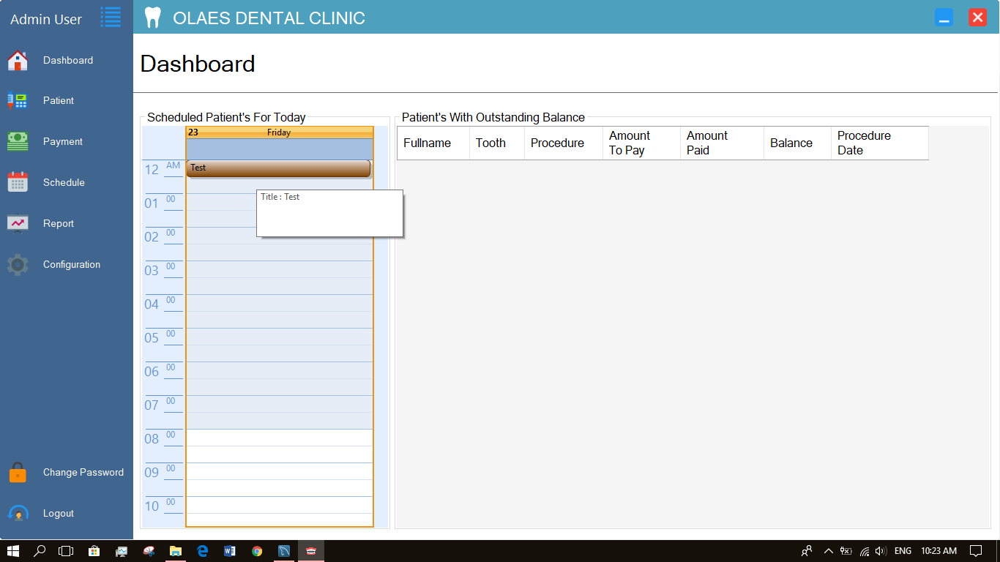 Admin User
OLAES DENTAL CLINIC
Dashboard
Patient
Payment
Schedule
Report
Configuration
Change Password
Logout
Dashboard
Scheduled Patient's For Today
23 Friday
12 AM
Test
Title : Test
01 00
02 00
03 00
04 00
05 00
06 00
07 00
08 00
09 00
10 00
Patient's With Outstanding Balance
Fullname
Tooth
Procedure
Amount
To Pay
Amount
Paid
Balance
Procedure
Date
ENG
10:23 AM